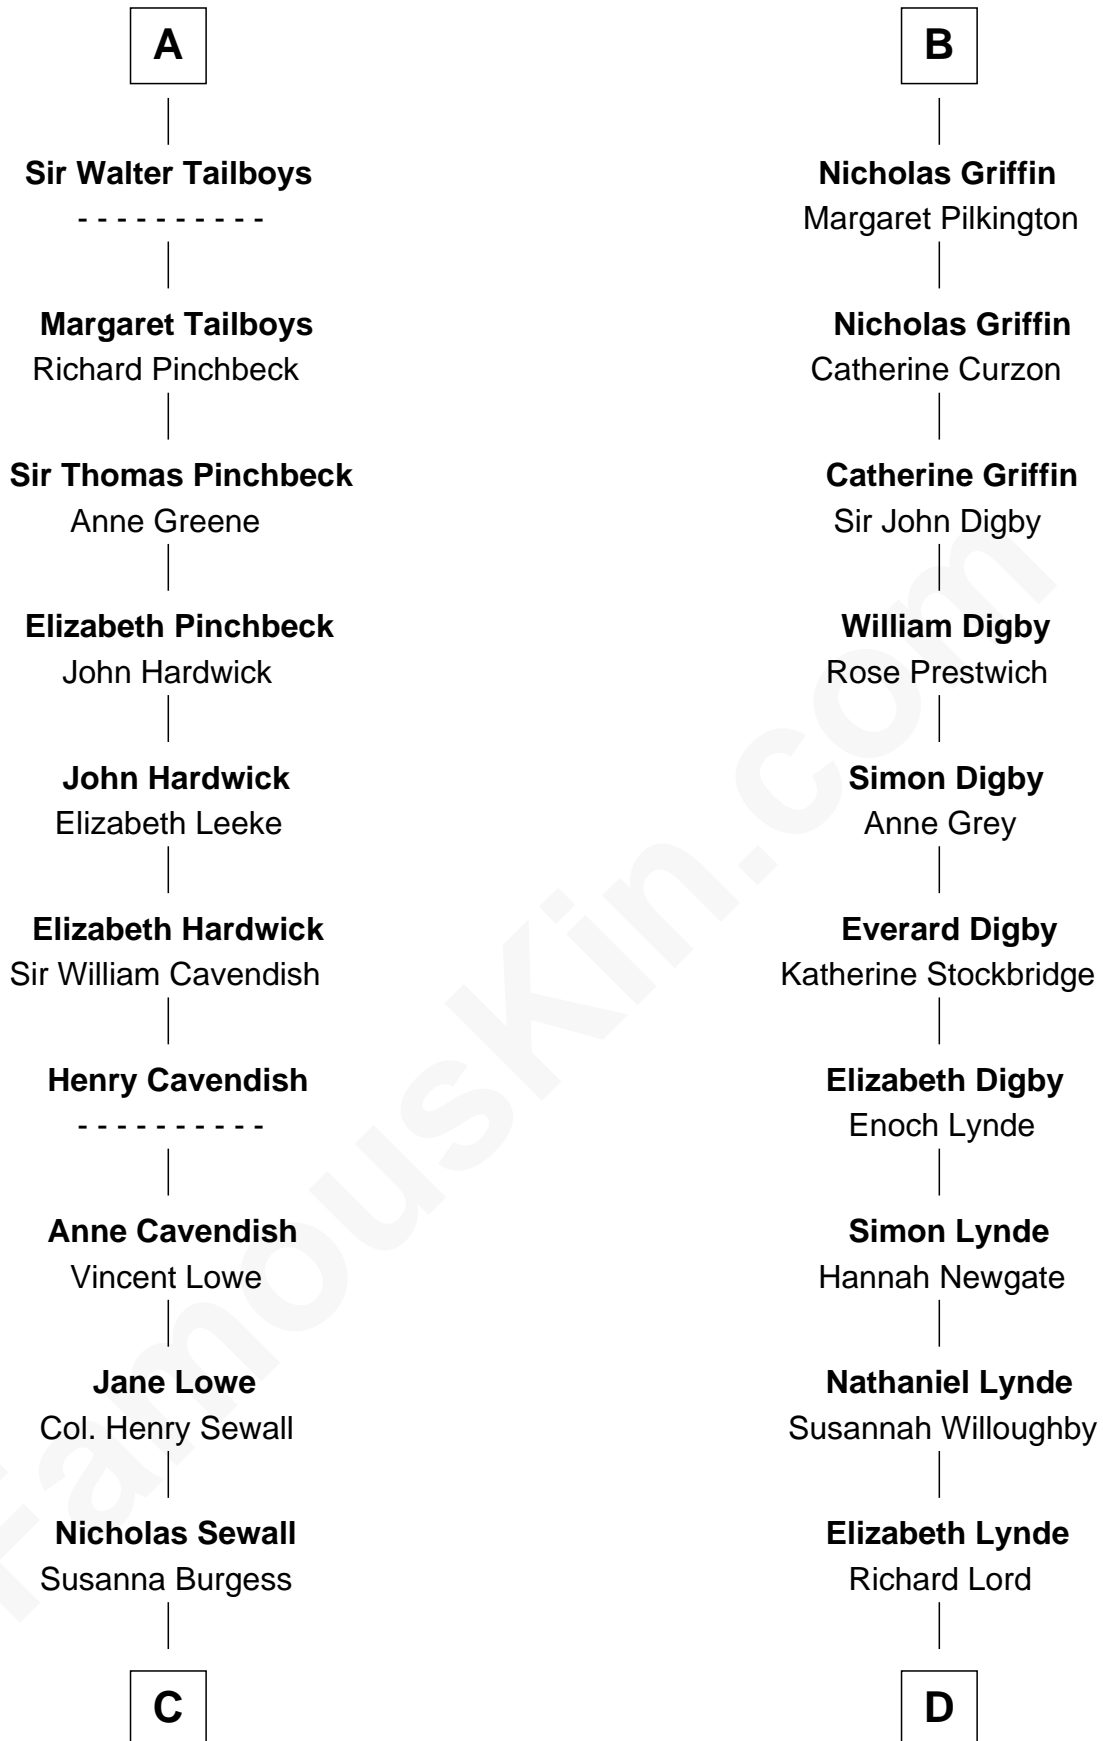 A
Sir Walter Tailboys
- - - - - - - - - -
Margaret Tailboys
Richard Pinchbeck
Sir Thomas Pinchbeck
Anne Greene
Elizabeth Pinchbeck
John Hardwick
John Hardwick
Elizabeth Leeke
Elizabeth Hardwick
Sir William Cavendish
Henry Cavendish
- - - - - - - - - -
Anne Cavendish
Vincent Lowe
Jane Lowe
Col. Henry Sewall
Nicholas Sewall
Susanna Burgess
C
B
Nicholas Griffin
Margaret Pilkington
Nicholas Griffin
Catherine Curzon
Catherine Griffin
Sir John Digby
William Digby
Rose Prestwich
Simon Digby
Anne Grey
Everard Digby
Katherine Stockbridge
Elizabeth Digby
Enoch Lynde
Simon Lynde
Hannah Newgate
Nathaniel Lynde
Susannah Willoughby
Elizabeth Lynde
Richard Lord
D
FamousKin.com